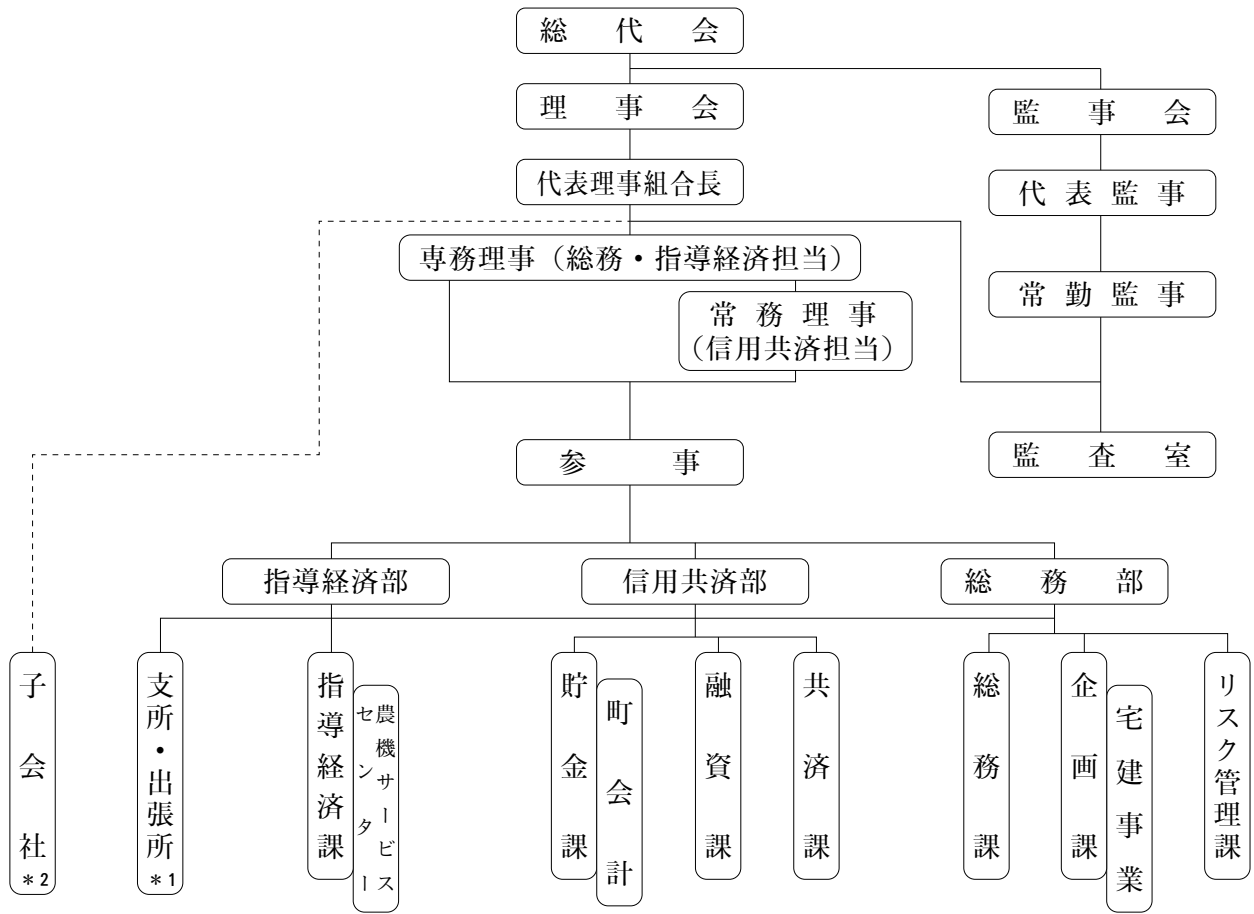 総代会
理事会
監事会
代表理事組合長
代表監事
専務理事（総務・指導経済担当）
常勤監事
常務理事
（信用共済担当）
参事
監査室
指導経済部
信用共済部
総務部
子会社＊2
支所・出張所＊1
指導経済課
農機サービス
センター
貯金課
町会計
融資課
共済課
総務課
企画課
宅建事業
リスク管理課